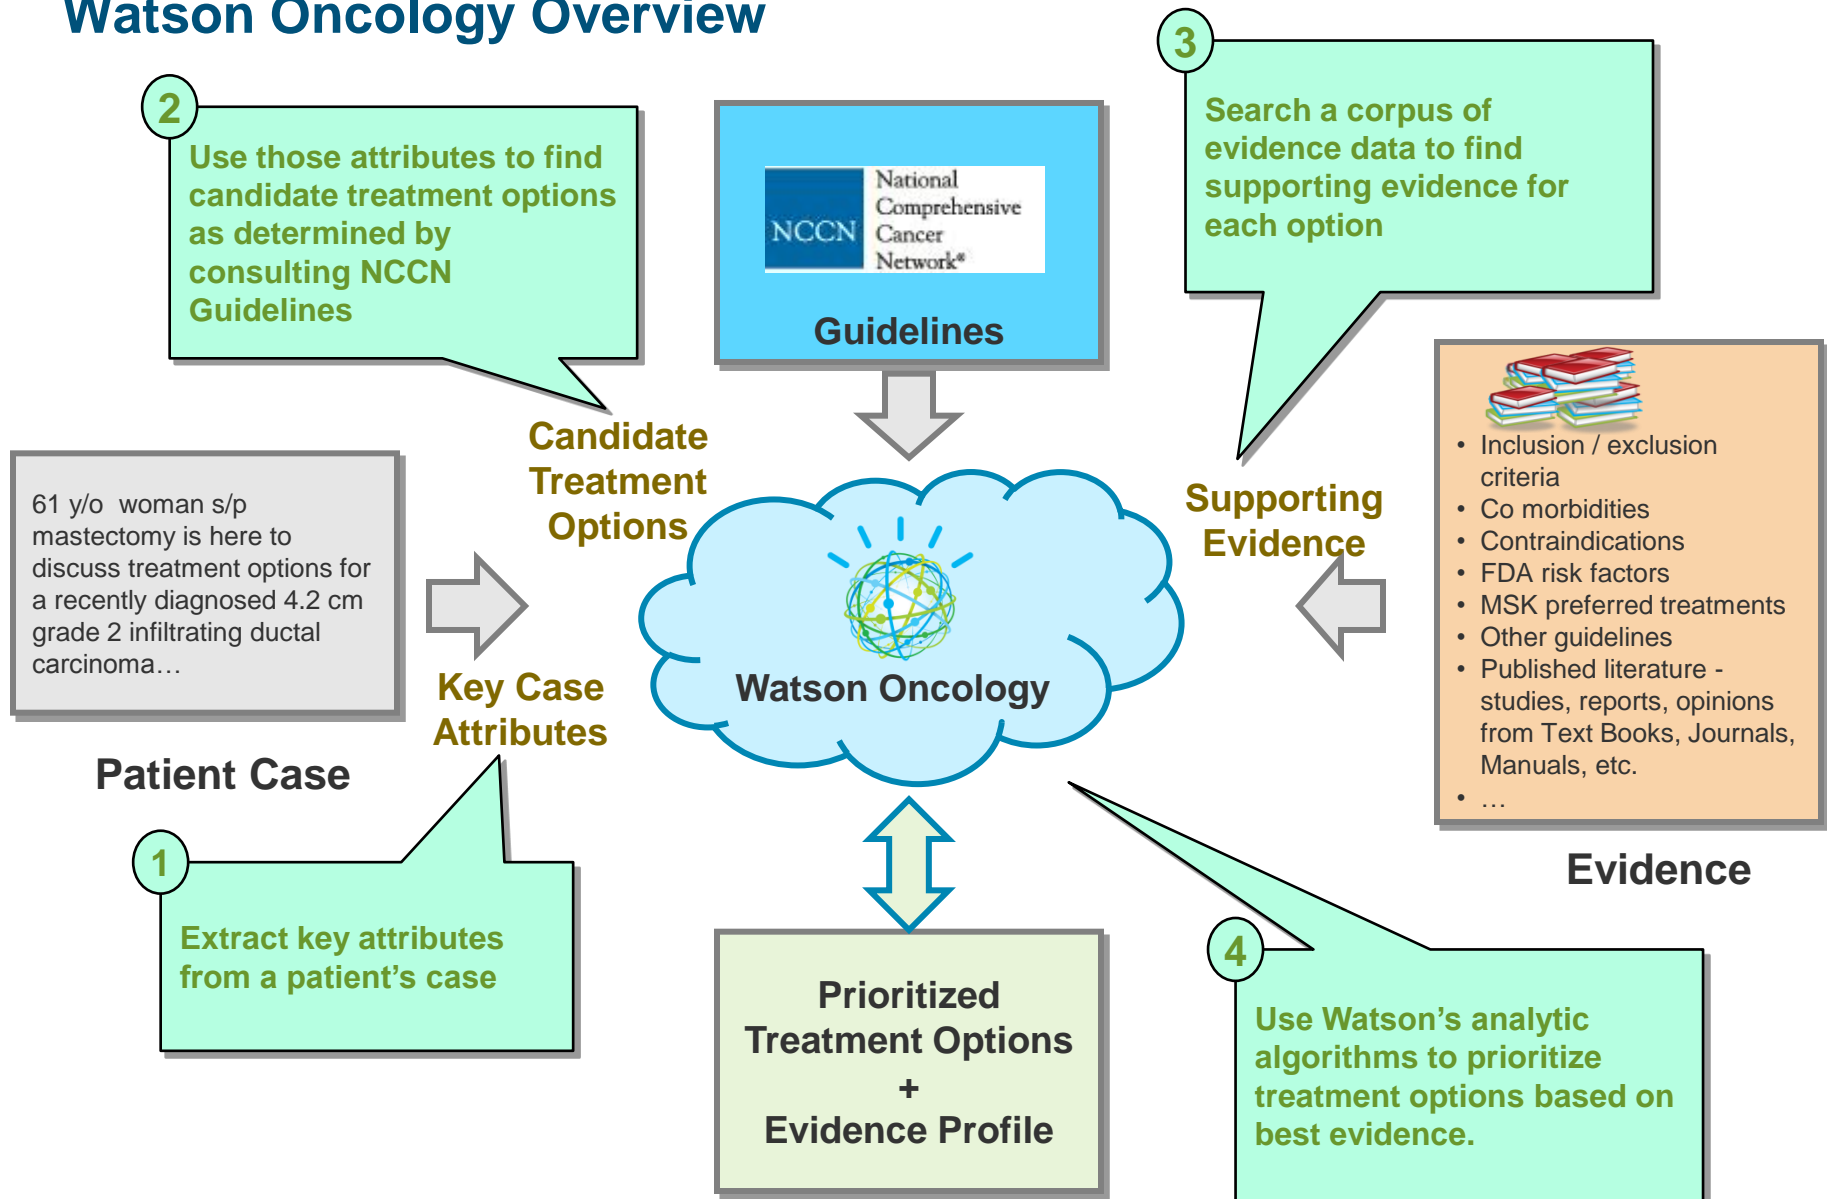 Watson Oncology Overview
2
Use those attributes to find
candidate treatment options
as determined by
consulting NCCN
Guidelines
NCCN
National
Comprehensive
Cancer
Network®
Guidelines
3
Search a corpus of
evidence data to find
supporting evidence for
each option
Candidate
Treatment
Options
61 y/o woman s/p
mastectomy is here to
discuss treatment options for
a recently diagnosed 4.2 cm
grade 2 infiltrating ductal
carcinoma…
Patient Case
Key Case
Attributes
Watson Oncology
Supporting
Evidence
• Inclusion / exclusion
criteria
• Co morbidities
• Contraindications
• FDA risk factors
• MSK preferred treatments
• Other guidelines
• Published literature -
studies, reports, opinions
from Text Books, Journals,
Manuals, etc.
• …
Evidence
1
Extract key attributes
from a patient’s case
Prioritized
Treatment Options
+
Evidence Profile
4
Use Watson’s analytic
algorithms to prioritize
treatment options based on
best evidence.